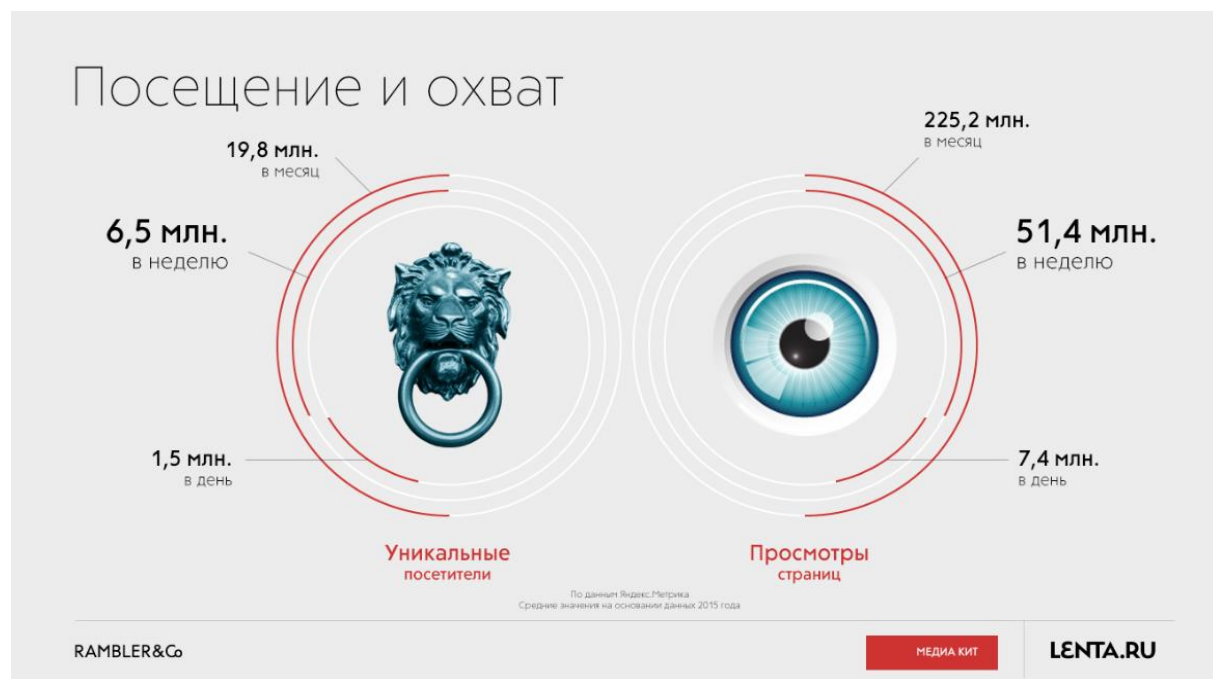 Посещение и охват
19,8 млн.
в месяц
6,5 млн.
в неделю
1,5 млн.
в день
225,2 млн.
в месяц
51,4 млн.
в неделю
7,4 млн.
в день
Уникальные
посетители
Просмотры
страниц
По данным Яндекс.Метрика
Средние значения на основании данных 2015 года
RAMBLER&Co
МЕДИА КИТ
LENTA.RU